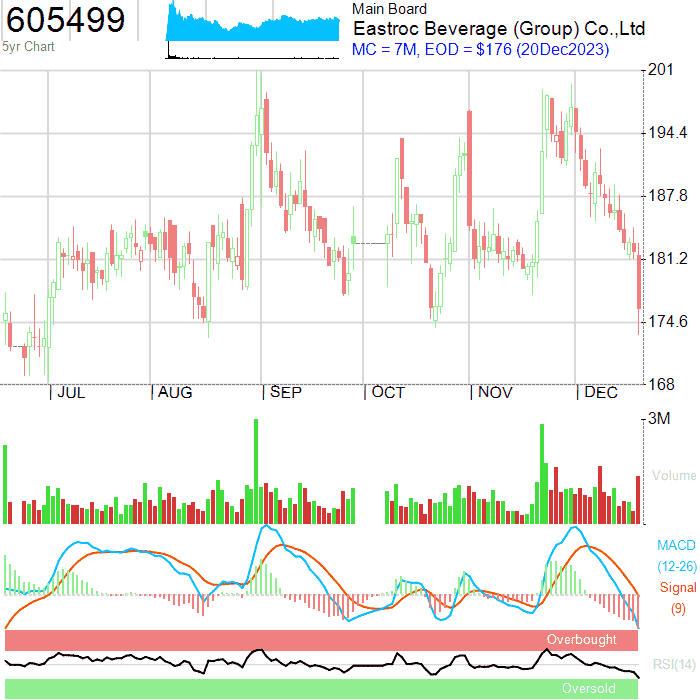 605499
5yr Chart
Main Board
Eastroc Beverage (Group) Co.,Ltd
MC = 7M, EOD = $176 (20Dec2023)
201
194.4
187.8
181.2
174.6
168
JUL AUG SEP OCT NOV DEC
3M
Volume
MACD
(12-26)
Signal
(9)
Overbought
RSI(14)
Oversold